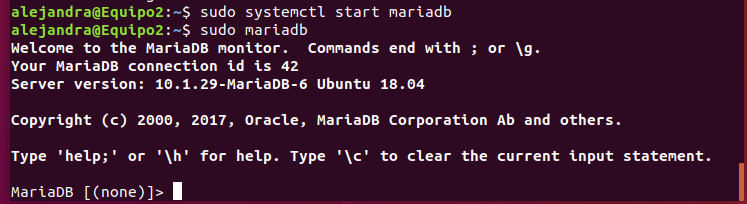 alejandra@Equipo2:~$ sudo systemctl start mariadb
alejandra@Equipo2:~$ sudo mariadb
Welcome to the MariaDB monitor.  Commands end with ; or \g.
Your MariaDB connection id is 42
Server version: 10.1.29-MariaDB-6 Ubuntu 18.04
Copyright (c) 2000, 2017, Oracle, MariaDB Corporation Ab and others.
Type 'help;' or '\h' for help. Type '\c' to clear the current input statement.
MariaDB [(none)]>